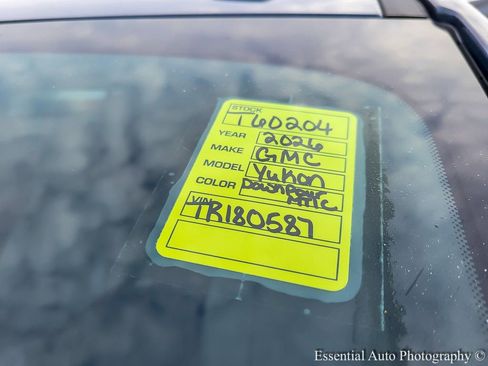 STOCK
T60204
YEAR 2026
MAKE GMC
MODEL Yukon
COLOR Downpour
MTLC
VIN
TR180587
Essential Auto Photography ©